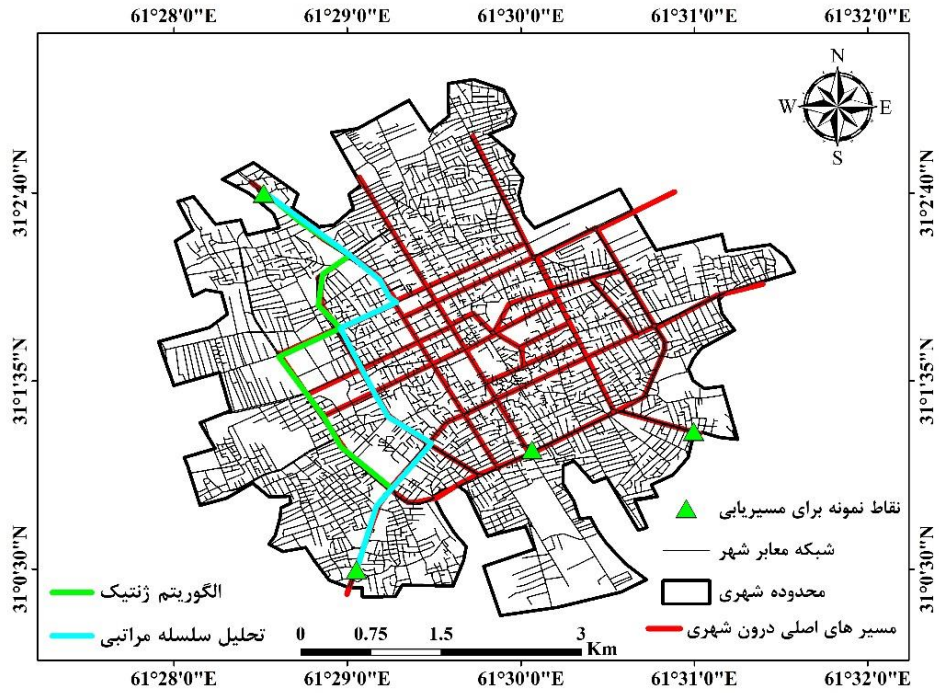 61°28'0"E 61°29'0"E 61°30'0"E 61°31'0"E 61°32'0"E
N
W E
S
31°2'40"N 31°2'40"N
31°1'35"N 31°1'35"N
31°0'30"N 31°0'30"N
نقاط نمونه برای مسیریابی
شبکه معابر شهر
محدوده شهری
مسیر های اصلی درون شهری
الگوریتم ژنتیک
تحلیل سلسله مراتبی
0 0.75 1.5 3
Km
61°28'0"E 61°29'0"E 61°30'0"E 61°31'0"E 61°32'0"E